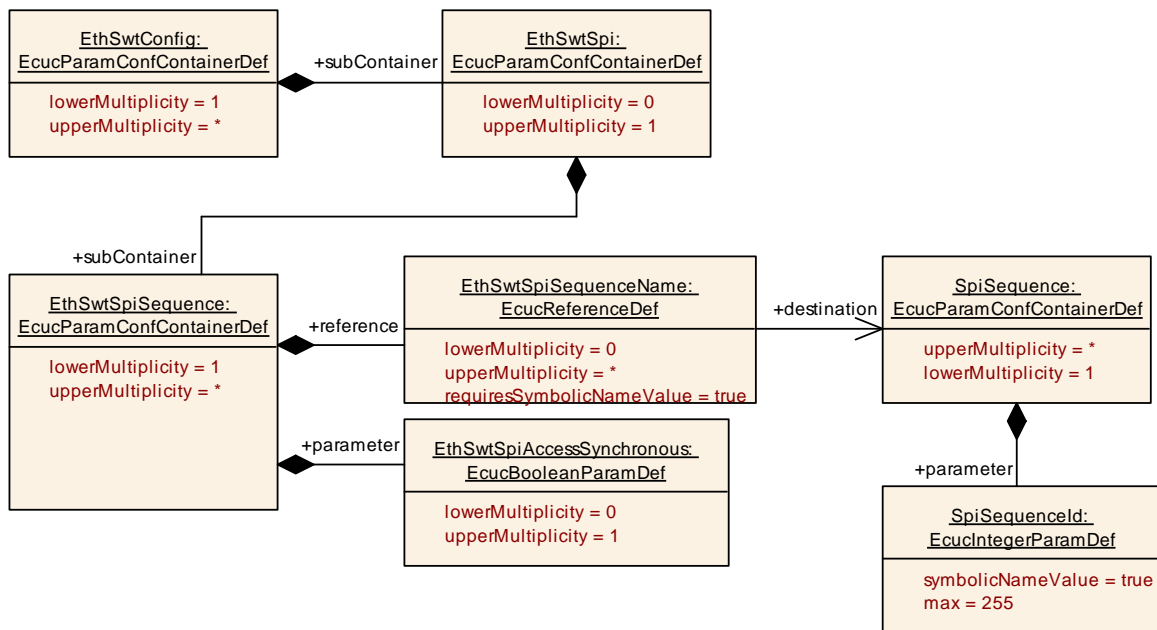 EthSwtConfig:
EcucParamConfContainerDef
lowerMultiplicity = 1
upperMultiplicity = *
+subContainer
EthSwtSpi:
EcucParamConfContainerDef
lowerMultiplicity = 0
upperMultiplicity = 1
+subContainer
EthSwtSpiSequence:
EcucParamConfContainerDef
lowerMultiplicity = 1
upperMultiplicity = *
+reference
EthSwtSpiSequenceName:
EcucReferenceDef
lowerMultiplicity = 0
upperMultiplicity = *
requiresSymbolicNameValue = true
+destination
SpiSequence:
EcucParamConfContainerDef
upperMultiplicity = *
lowerMultiplicity = 1
+parameter
EthSwtSpiAccessSynchronous:
EcucBooleanParamDef
lowerMultiplicity = 0
upperMultiplicity = 1
+parameter
SpiSequenceId:
EcucIntegerParamDef
symbolicNameValue = true
max = 255